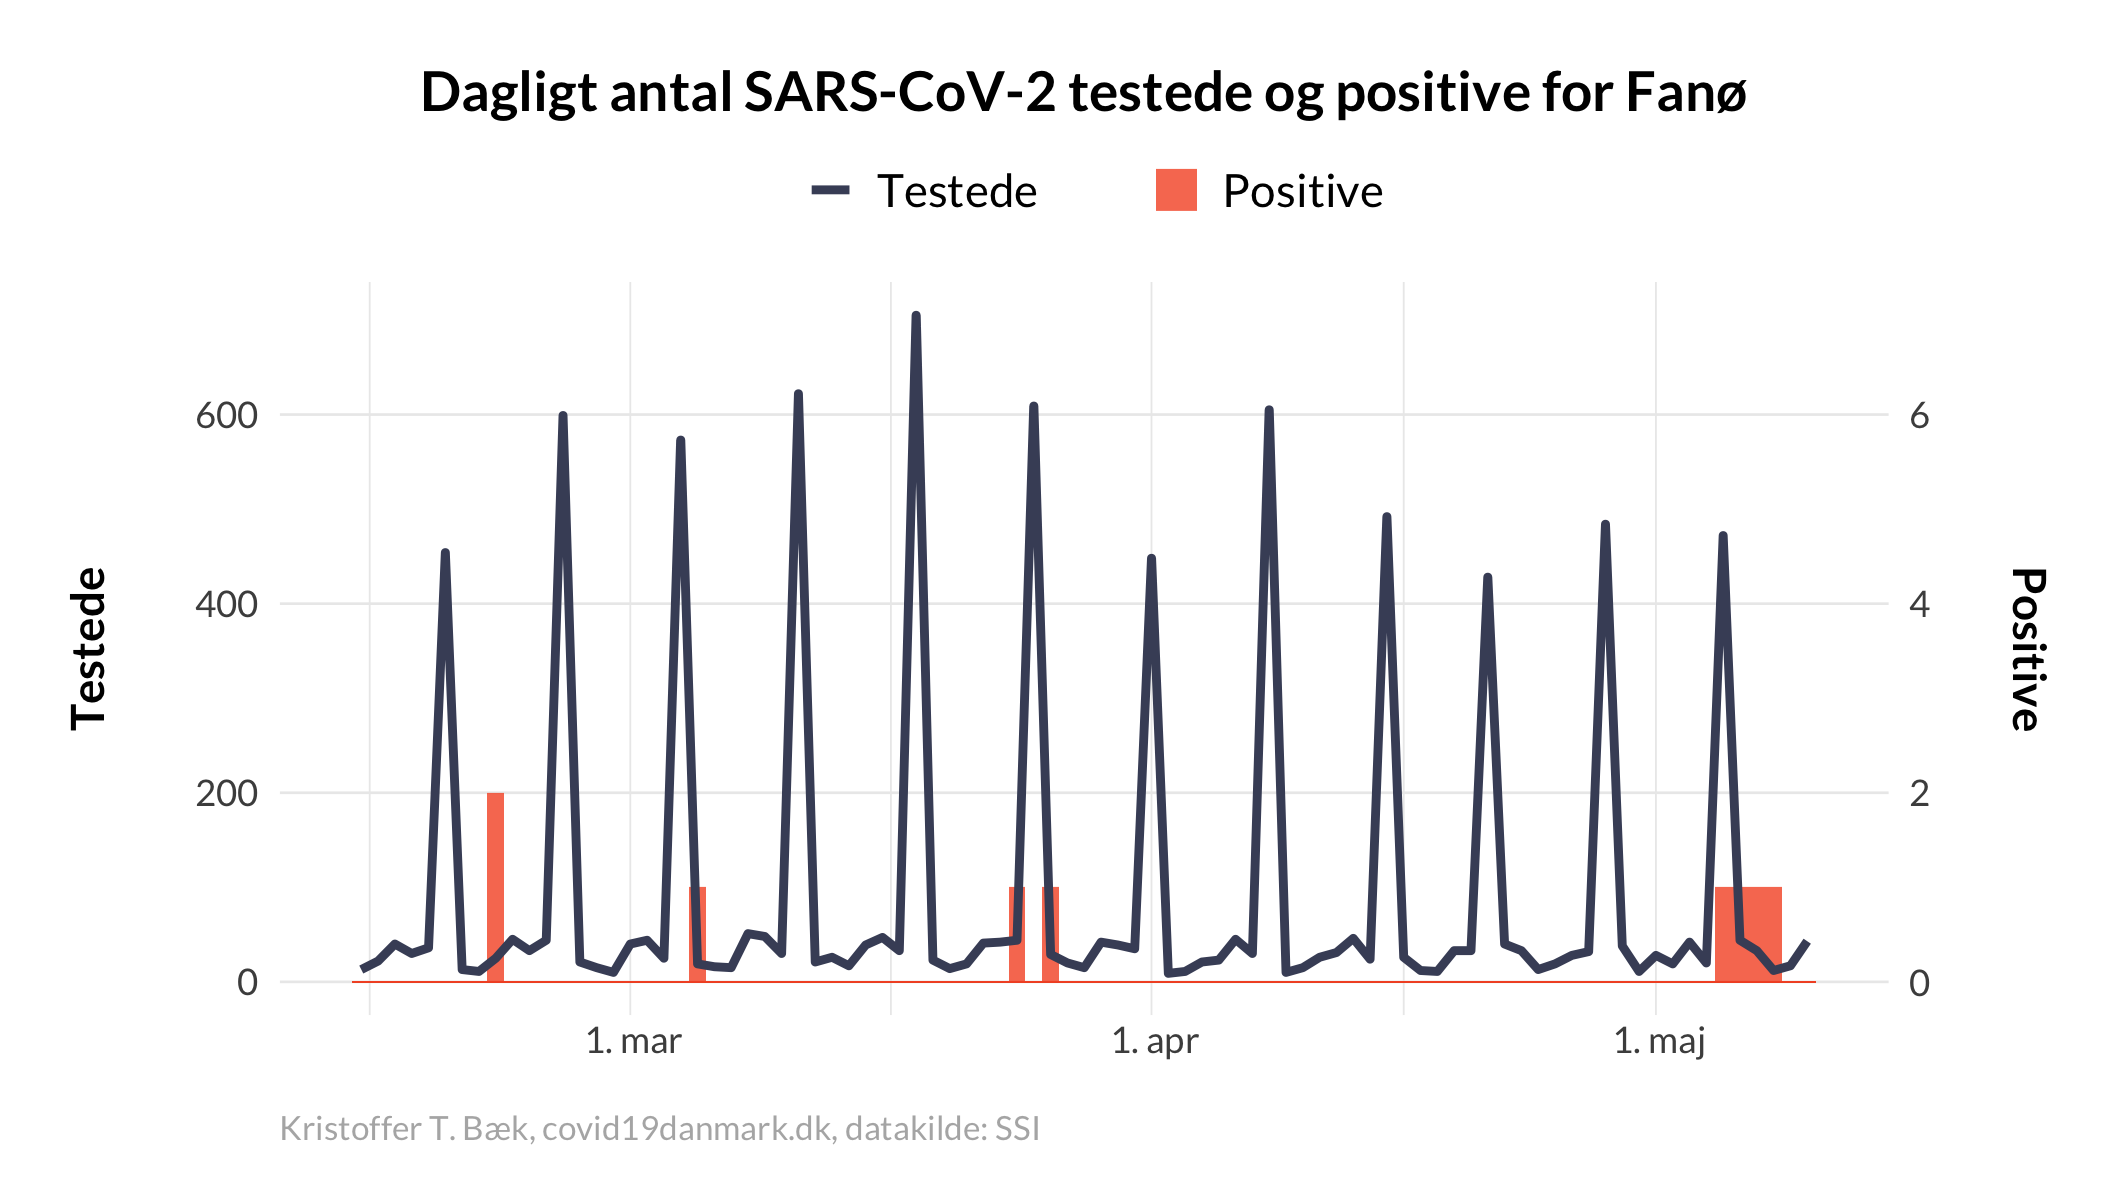 Dagligt antal SARS-CoV-2 testede og positive for Fanø
Testede
Positive
Testede
600
400
200
0
6
4
2
0
Positive
1. mar
1. apr
1. maj
Kristoffer T. Bæk, covid19danmark.dk, datakilde: SSI